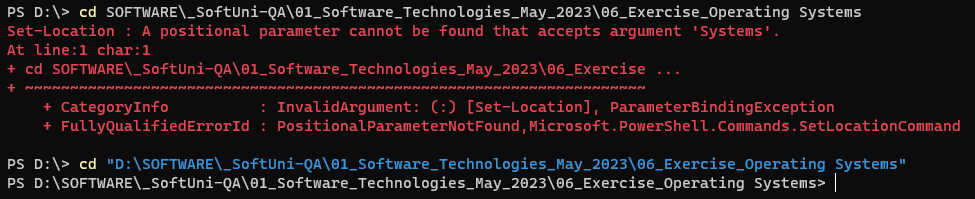 PS D:\> cd SOFTWARE\_SoftUni-QA\01_Software_Technologies_May_2023\06_Exercise_Operating Systems
Set-Location : A positional parameter cannot be found that accepts argument 'Systems'.
At line:1 char:1
+ cd SOFTWARE\_SoftUni-QA\01_Software_Technologies_May_2023\06_Exercise ...
+ ~~~~~~~~~~~~~~~~~~~~~~~~~~~~~~~~~~~~~~~~~~~~~~~~~~~~~~~~~~~~~~~~~~~~~
    + CategoryInfo          : InvalidArgument: (:) [Set-Location], ParameterBindingException
    + FullyQualifiedErrorId : PositionalParameterNotFound,Microsoft.PowerShell.Commands.SetLocationCommand
PS D:\> cd "D:\SOFTWARE\_SoftUni-QA\01_Software_Technologies_May_2023\06_Exercise_Operating Systems"
PS D:\SOFTWARE\_SoftUni-QA\01_Software_Technologies_May_2023\06_Exercise_Operating Systems>